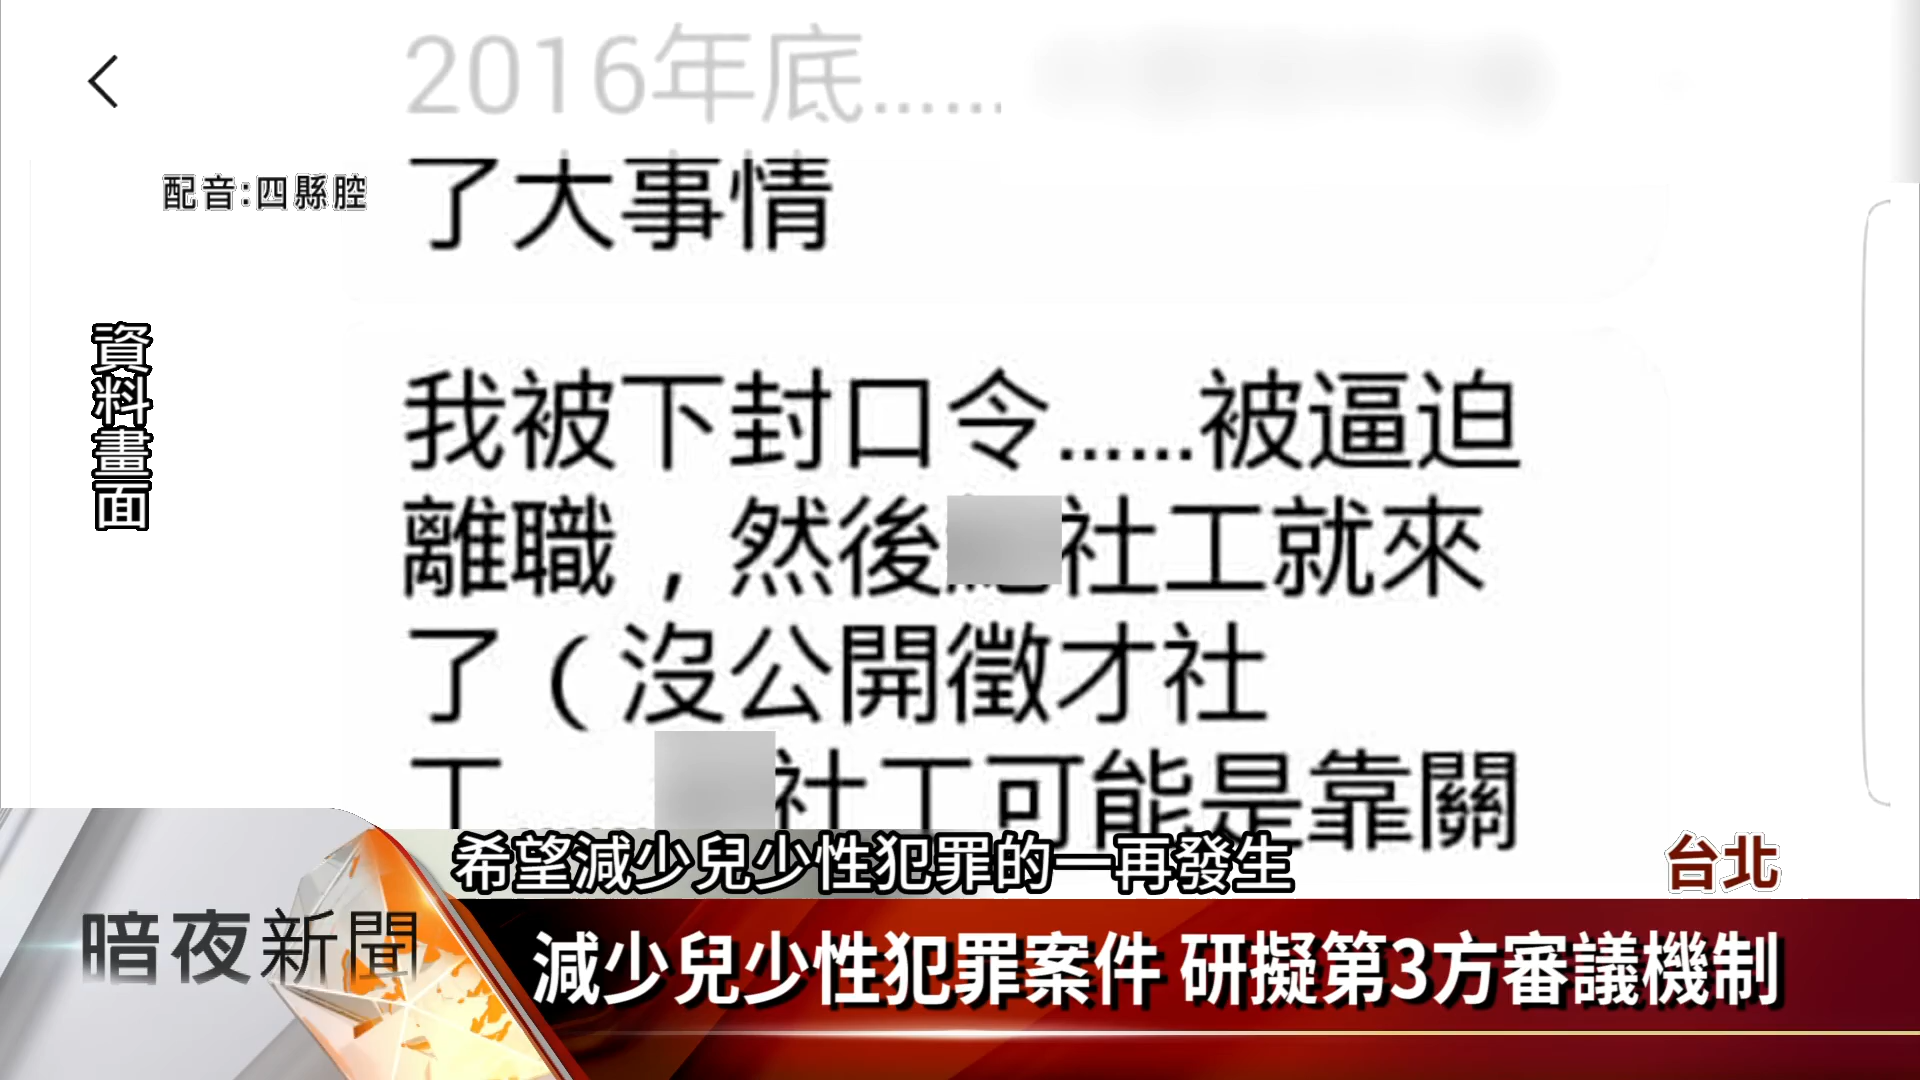 2016年底......
了大事情
配音:四縣腔
資料畫面
我被下封口令......被逼迫
離職，然後 社工就來
了（沒公開徵才社
工 社工可能是靠關
希望減少兒少性犯罪的一再發生
台北
暗夜新聞
減少兒少性犯罪案件 研擬第3方審議機制